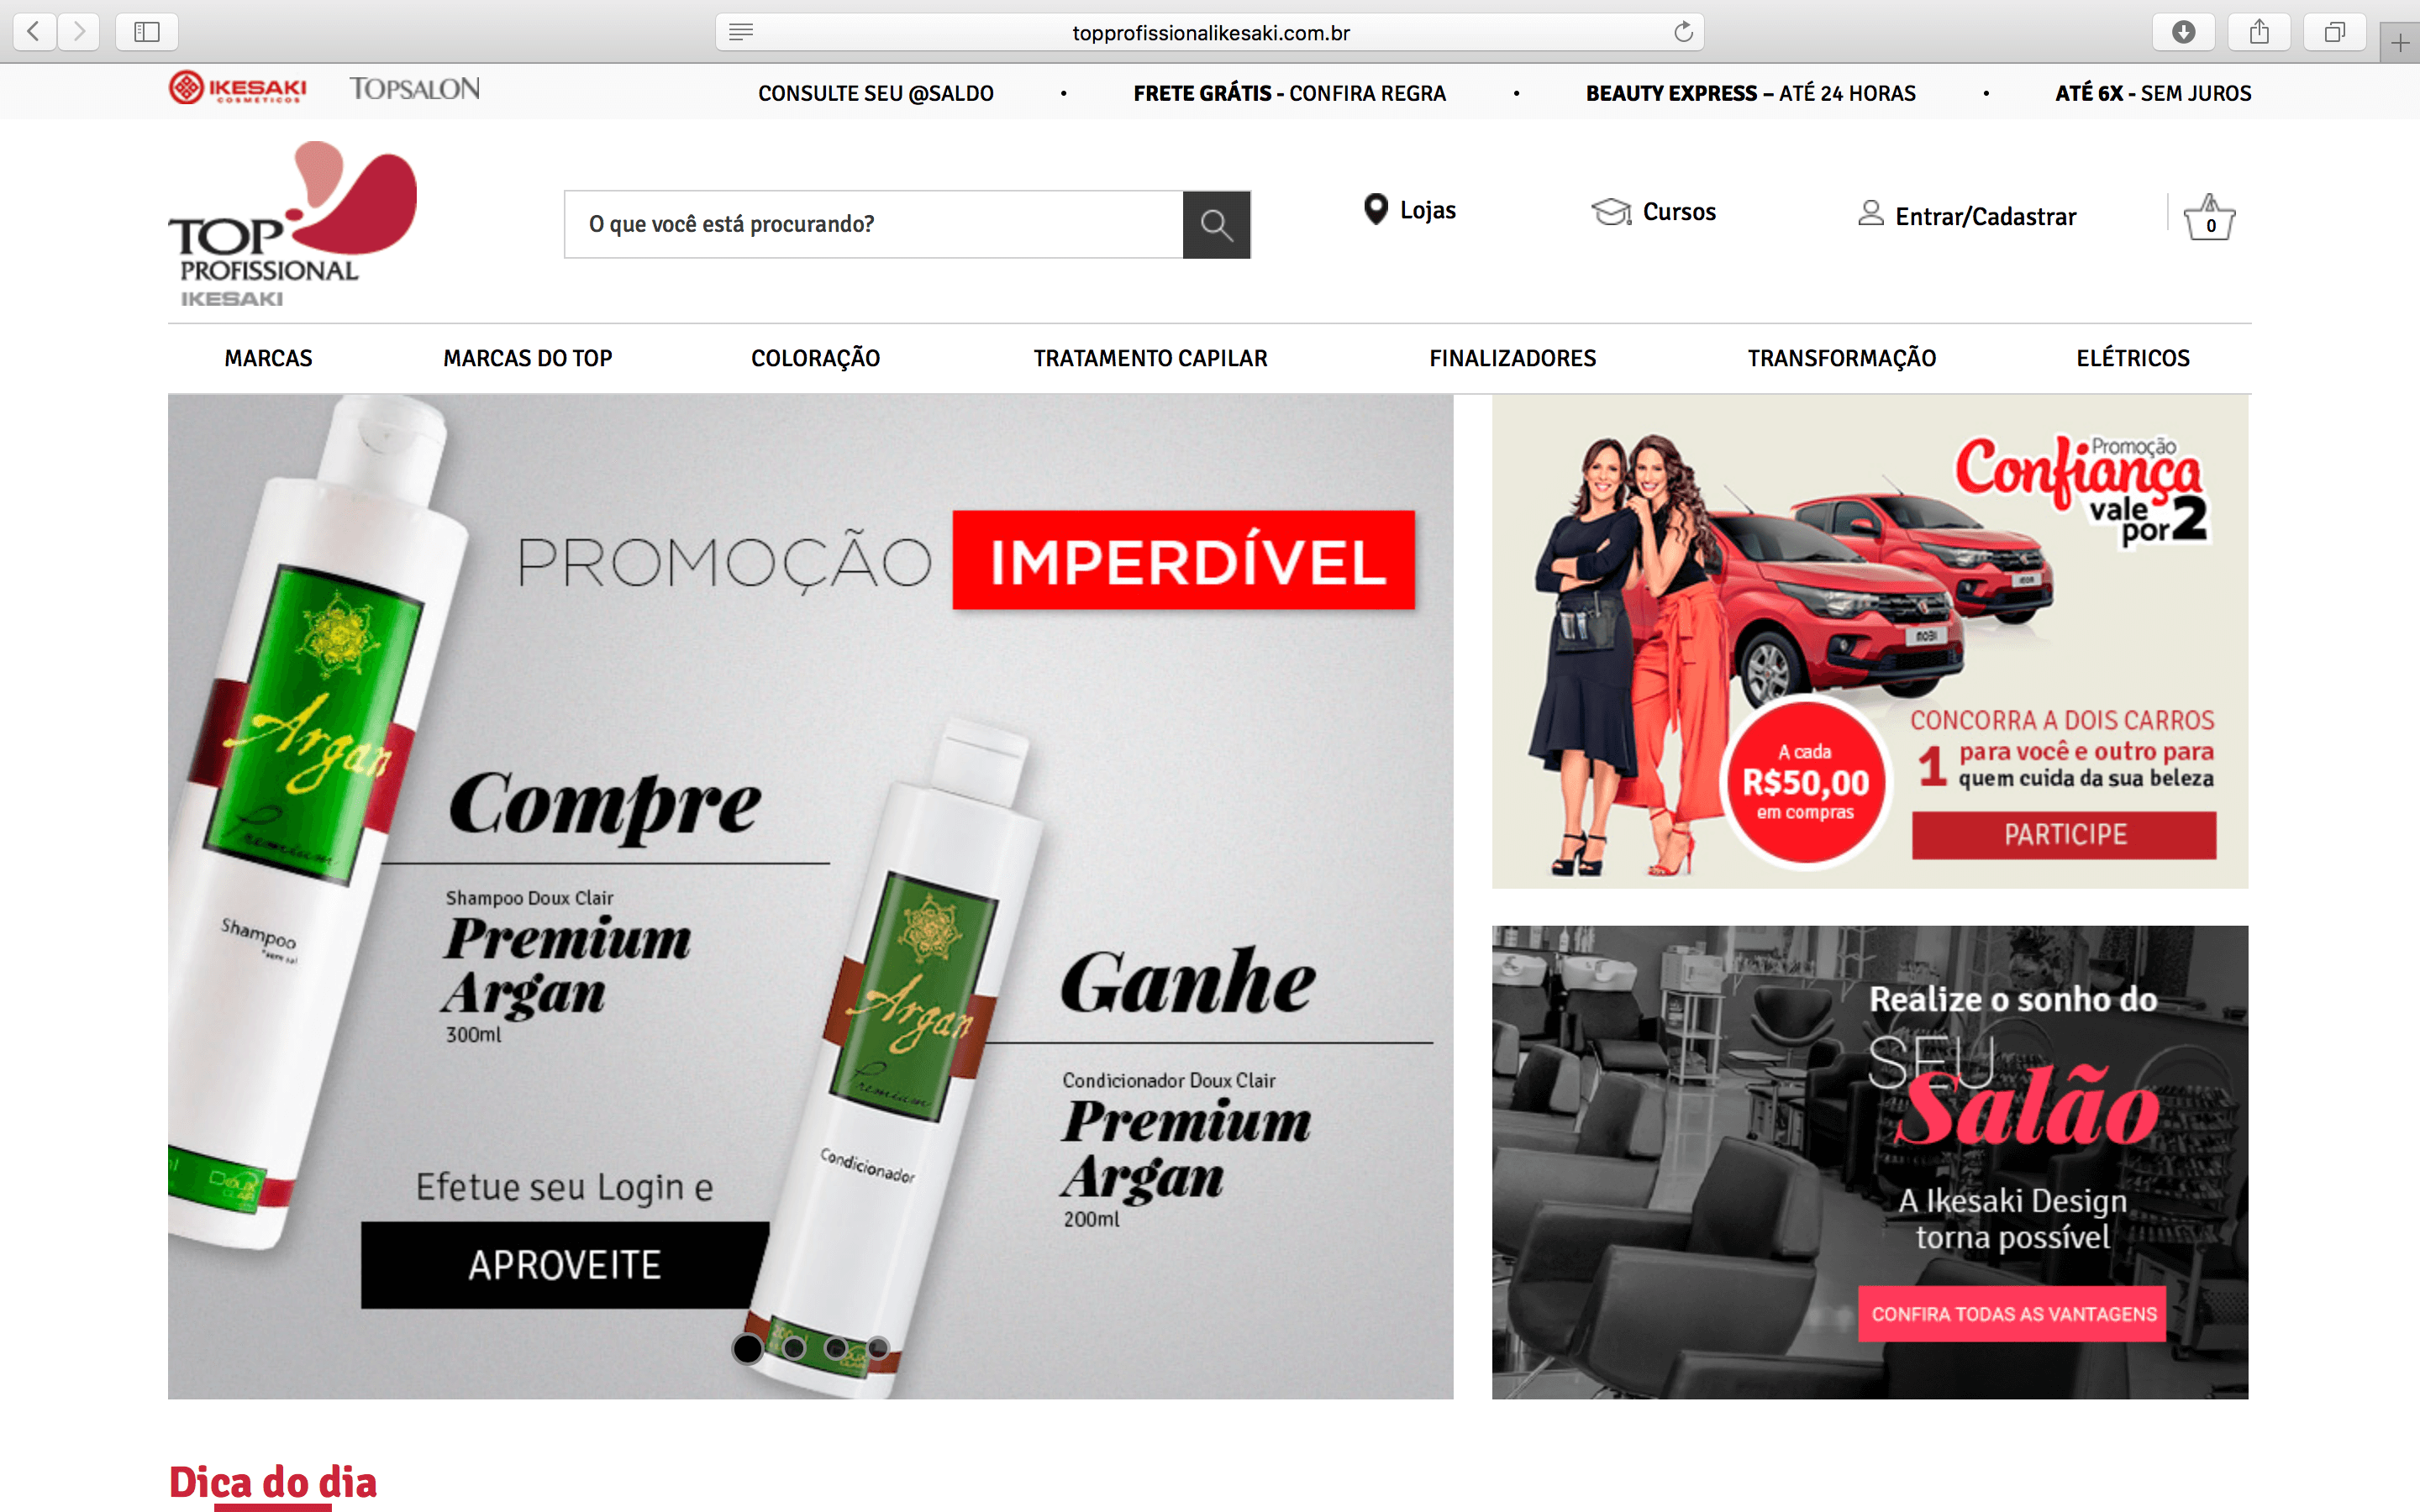 topprofissionalikesaki.com.br
IKESAKI
COSMÉTICOS
TOPSALON
CONSULTE SEU @SALDO • FRETE GRÁTIS - CONFIRA REGRA • BEAUTY EXPRESS – ATÉ 24 HORAS • ATÉ 6X - SEM JUROS
TOP
PROFISSIONAL
IKESAKI
O que você está procurando?
Lojas
Cursos
Entrar/Cadastrar
0
MARCAS MARCAS DO TOP COLORAÇÃO TRATAMENTO CAPILAR FINALIZADORES TRANSFORMAÇÃO ELÉTRICOS
PROMOÇÃO IMPERDÍVEL
Argan
Premium
Shampoo
*sem sal
DOUX
CLAIR
Compre
Shampoo Doux Clair
Premium
Argan
300ml
Efetue seu Login e
APROVEITE
Argan
Premium
Condicionador
Ganhe
Condicionador Doux Clair
Premium
Argan
200ml
Promoção
Confiança
vale
por 2
MOBI
A cada
R$50,00
em compras
CONCORRA A DOIS CARROS
1 para você e outro para
quem cuida da sua beleza
PARTICIPE
Realize o sonho do
SEU
Salão
A Ikesaki Design
torna possível
CONFIRA TODAS AS VANTAGENS
Dica do dia